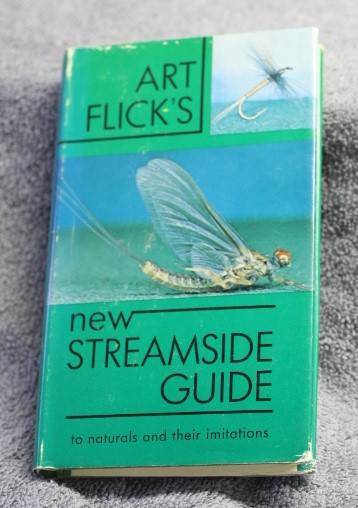 ART
FLICK'S
new
STREAMSIDE
GUIDE
to naturals and their imitations